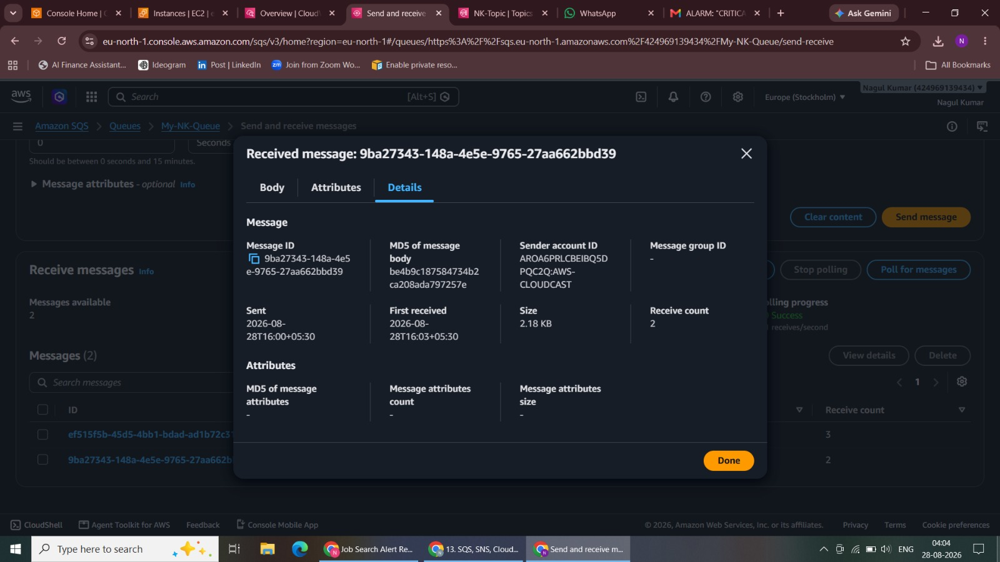 Console Home | C
Instances | EC2 | e
Overview | Cloud
Send and receive
NK-Topic | Topics
WhatsApp
ALARM: "CRITICA
Ask Gemini
eu-north-1.console.aws.amazon.com/sqs/v3/home?region=eu-north-1#/queues/https%3A%2F%2Fsqs.eu-north-1.amazonaws.com%2F424969139434%2FMy-NK-Queue/send-receive
N
AI Finance Assistant...
Ideogram
Post | LinkedIn
Join from Zoom Wo...
Enable private reso...
All Bookmarks
aws
Search
[Alt+S]
Europe (Stockholm)
Nagul Kumar (424969139434)
Nagul Kumar
Amazon SQS
Queues
My-NK-Queue
Send and receive messages
0
Seconds
Should be between 0 seconds and 15 minutes.
Message attributes - optional Info
Clear content
Send message
Receive messages Info
Stop polling
Poll for messages
Messages available
2
lling progress
Success
receives/second
Messages (2)
View details
Delete
Search messages
1
ID
Receive count
ef515f5b-45d5-4bb1-bdad-ad1b72c31
3
9ba27343-148a-4e5e-9765-27aa662b
2
Received message: 9ba27343-148a-4e5e-9765-27aa662bbd39
Body
Attributes
Details
Message
Message ID
9ba27343-148a-4e5
e-9765-27aa662bbd39
MD5 of message
body
be4b9c187584734b2
ca208ada797257e
Sender account ID
AROA6PRLCBEIBQ5D
PQC2Q:AWS-
CLOUDCAST
Message group ID
-
Sent
2026-08-
28T16:00+05:30
First received
2026-08-
28T16:03+05:30
Size
2.18 KB
Receive count
2
Attributes
MD5 of message
attributes
-
Message attributes
count
-
Message attributes
size
-
Done
CloudShell
Agent Toolkit for AWS
Feedback
Console Mobile App
© 2026, Amazon Web Services, Inc. or its affiliates.
Privacy
Terms
Cookie preferences
Type here to search
Job Search Alert Re...
13. SQS, SNS, Cloud...
Send and receive m...
ENG
04:04
28-08-2026